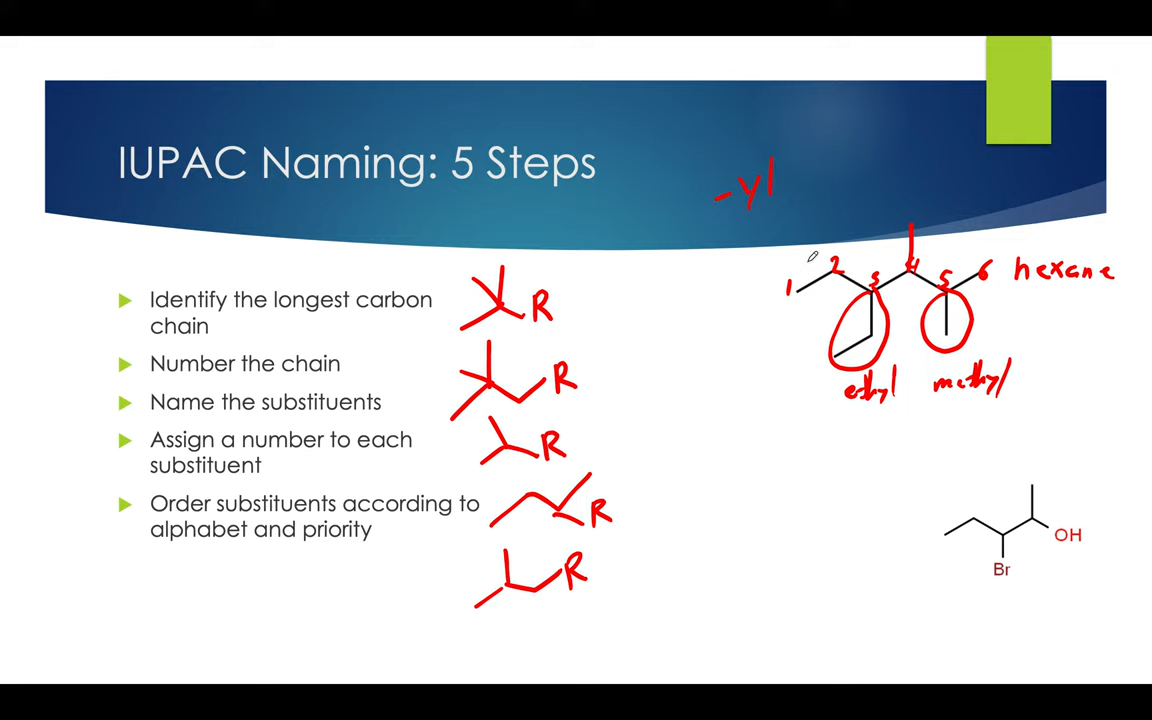 IUPAC Naming: 5 Steps
-yl
Identify the longest carbon
chain
Number the chain
Name the substituents
Assign a number to each
substituent
Order substituents according to
alphabet and priority
R
R
R
R
R
1 2 3 4 5 6 hexane
ethyl methyl
OH
Br